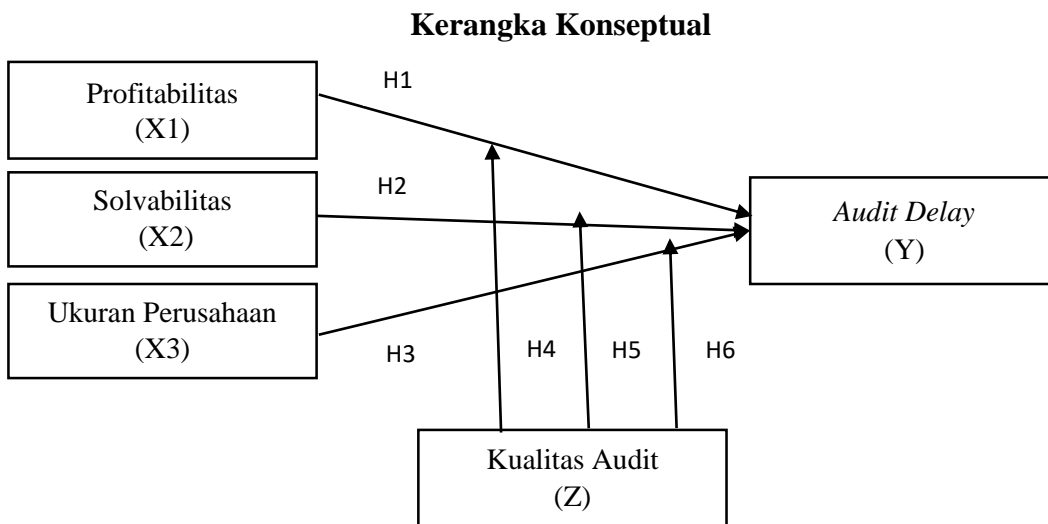 Kerangka Konseptual
H1
Profitabilitas
(X1)
H2
Solvabilitas
(X2)
Audit Delay
(Y)
Ukuran Perusahaan
(X3)
H3
H4
H5
H6
Kualitas Audit
(Z)